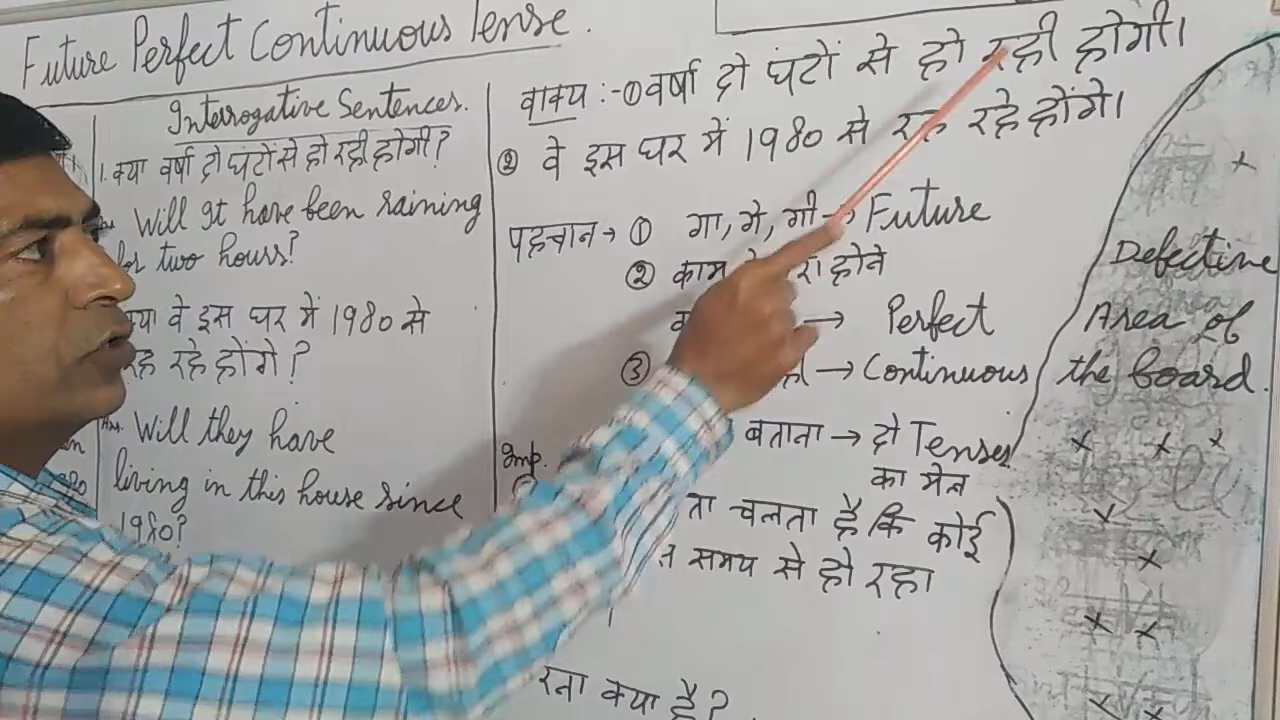 Future Perfect Continuous Tense.
Interrogative Sentences.
1. क्या वर्षा दो घंटों से हो रही होगी?
Ans. Will It have been raining
for two hours?
क्या वे इस घर में 1980 से
रह रहे होंगे?
Ans. Will they have
living in this house since
1980?
वाक्य :- ① वर्षा दो घंटों से हो रही होगी।
② वे इस घर में 1980 से रह रहे होंगे।
पहचान → ① गा, गे, गी → Future
② काम होने
→ Perfect
③ → Continuous
बताना → दो Tenses
का मेल
Imp.
ता चलता है कि कोई
समय से हो रहा
रना क्या है?
Defective
Area of
the board.